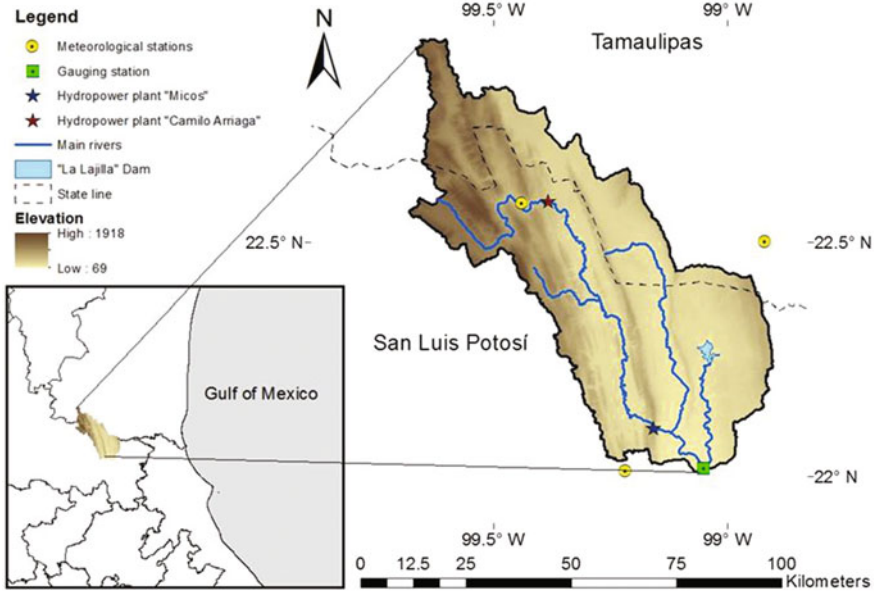 Legend
Meteorological stations
Gauging station
Hydropower plant "Micos"
Hydropower plant "Camilo Arriaga"
Main rivers
"La Lajilla" Dam
State line
Elevation
High : 1918
Low : 69
N
99.5° W
99° W
Tamaulipas
22.5° N
22.5° N
San Luis Potosí
Gulf of Mexico
22° N
99.5° W
99° W
0 12.5 25 50 75 100
Kilometers